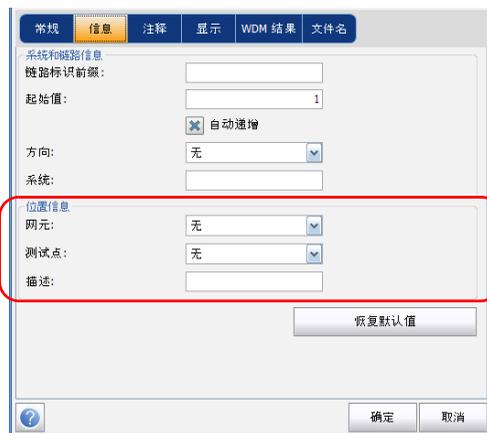 常规 信息 注释 显示 WDM 结果 文件名
系统和链路信息
链路标识前缀:
起始值: 1
自动递增
方向: 无
系统:
位置信息
网元: 无
测试点: 无
描述:
恢复默认值
? 确定 取消